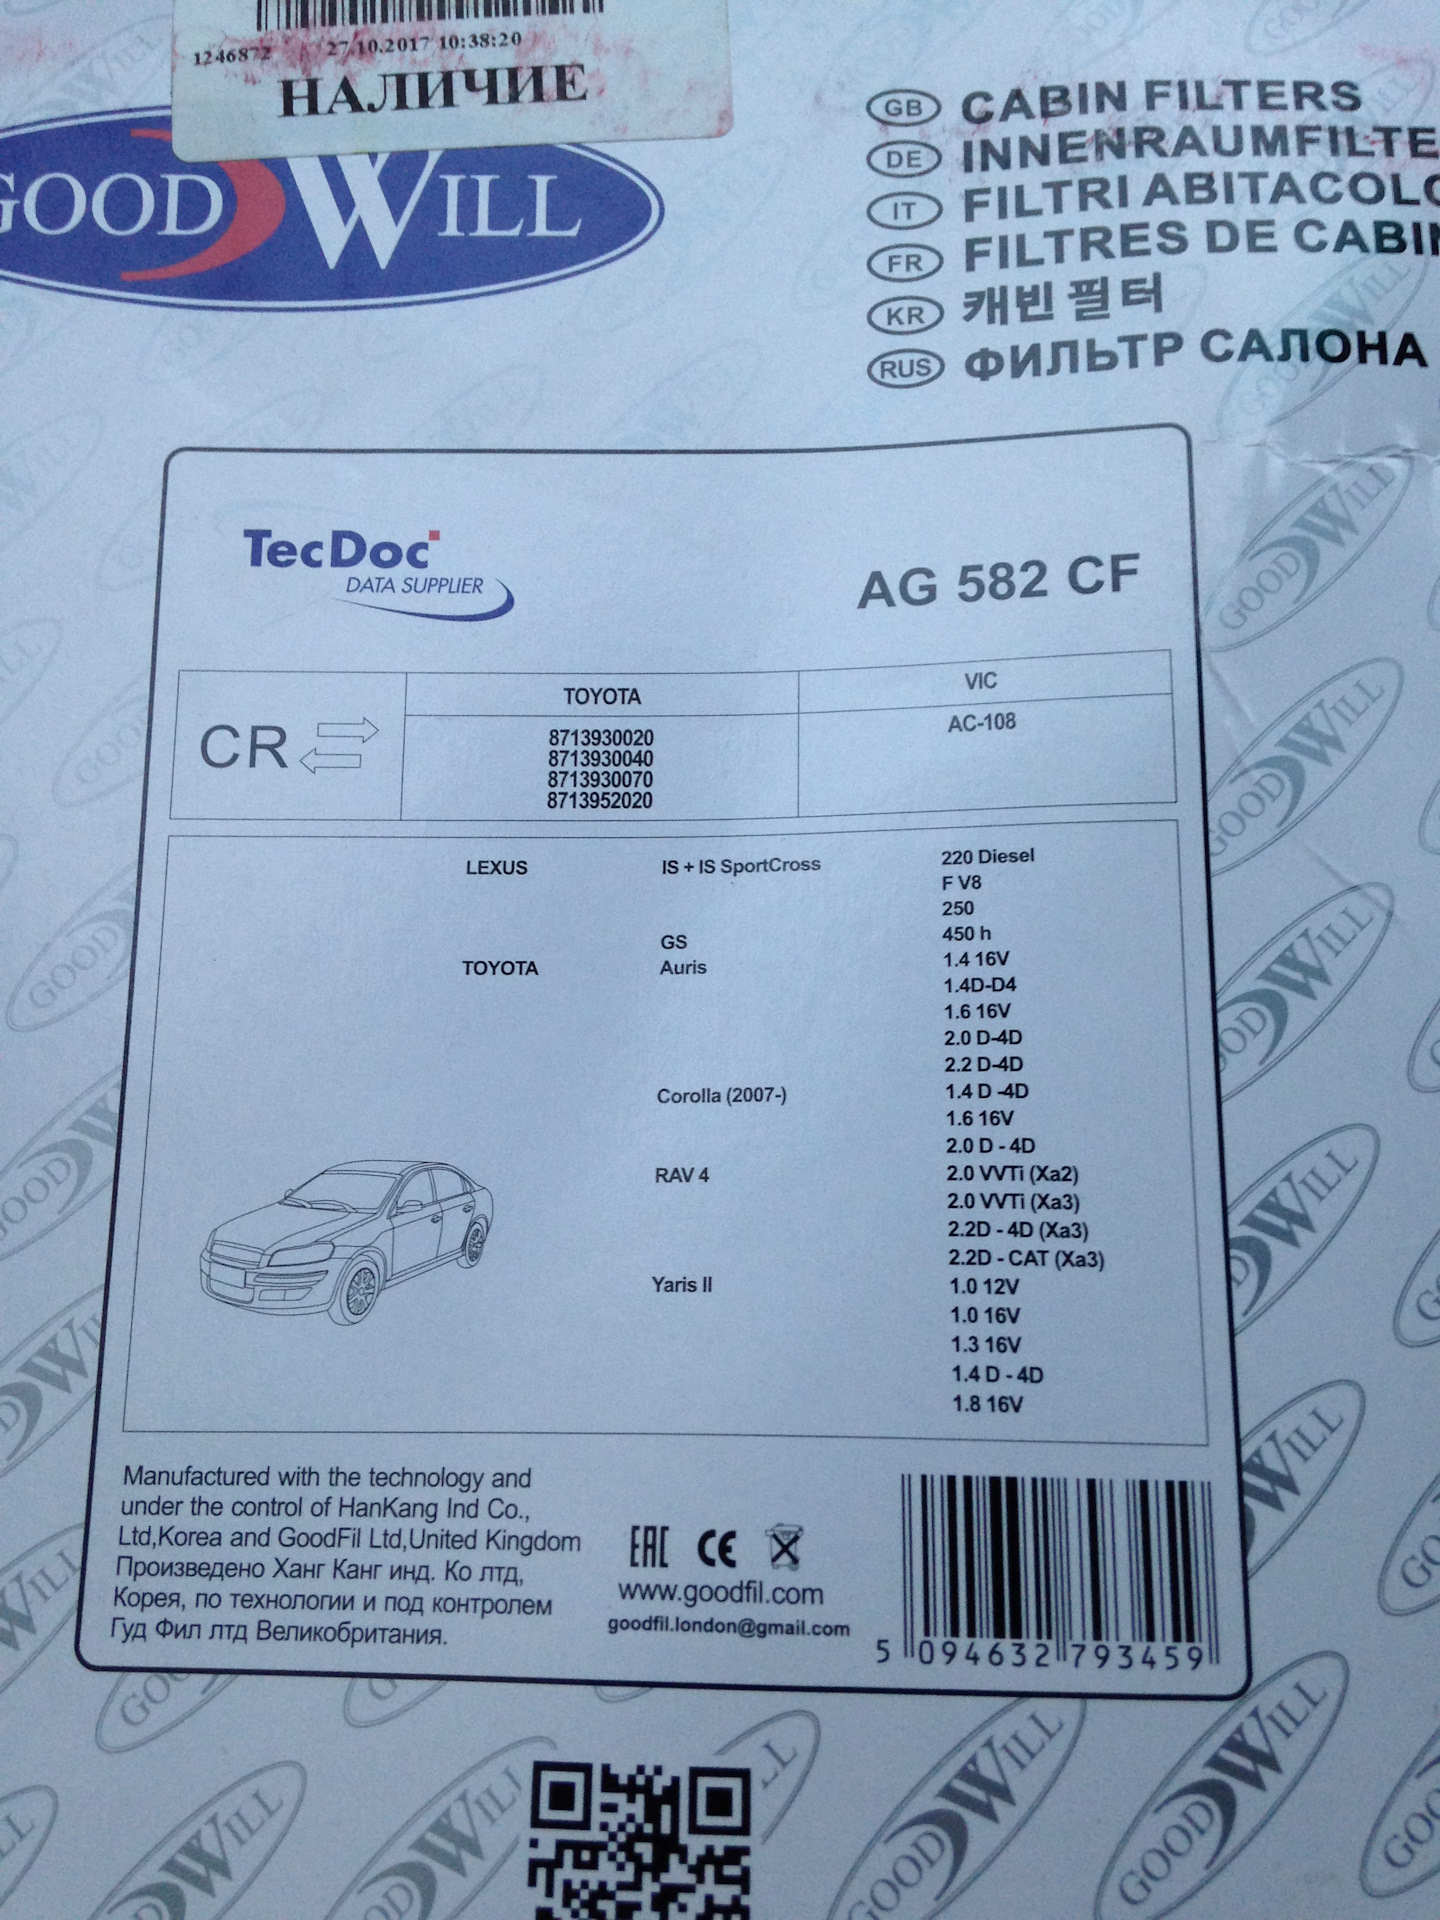 1246872 27.10.2017 10:38:20
НАЛИЧИЕ
GOODWILL
GB CABIN FILTERS
DE INNENRAUMFILTE
IT FILTRI ABITACOLO
FR FILTRES DE CABIN
KR 캐빈 필터
RUS ФИЛЬТР САЛОНА
TecDoc
DATA SUPPLIER
AG 582 CF
CR
TOYOTA VIC
8713930020 AC-108
8713930040
8713930070
8713952020
LEXUS IS + IS SportCross 220 Diesel
F V8
250
GS 450 h
TOYOTA Auris 1.4 16V
1.4D-D4
1.6 16V
2.0 D-4D
2.2 D-4D
Corolla (2007-) 1.4 D -4D
1.6 16V
2.0 D - 4D
RAV 4 2.0 VVTi (Xa2)
2.0 VVTi (Xa3)
2.2D - 4D (Xa3)
2.2D - CAT (Xa3)
Yaris II 1.0 12V
1.0 16V
1.3 16V
1.4 D - 4D
1.8 16V
Manufactured with the technology and
under the control of HanKang Ind Co.,
Ltd,Korea and GoodFil Ltd,United Kingdom
Произведено Ханг Канг инд. Ко лтд,
Корея, по технологии и под контролем
Гуд Фил лтд Великобритания.
EAC CE
www.goodfil.com
goodfil.london@gmail.com
5 094632 793459